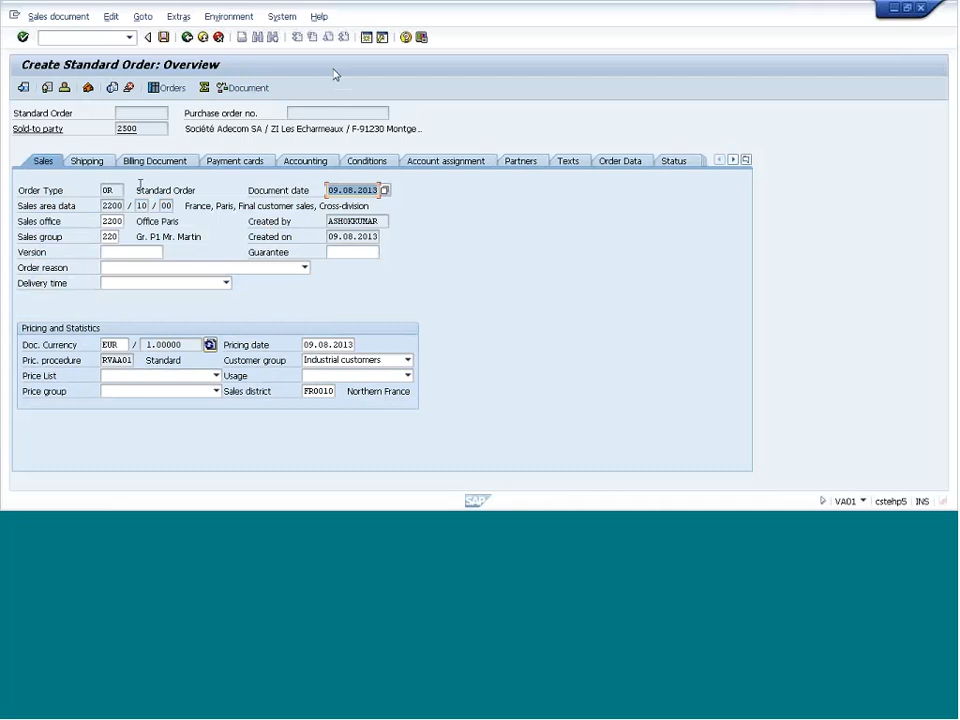 Sales document Edit Goto Extras Environment System Help
Create Standard Order: Overview
Orders Document
Standard Order Purchase order no.
Sold-to party 2500 Société Adecom SA / ZI Les Echarmeaux / F-91230 Montge...
Sales Shipping Billing Document Payment cards Accounting Conditions Account assignment Partners Texts Order Data Status
Order Type OR Standard Order Document date 09.08.2013
Sales area data 2200 / 10 / 00 France, Paris, Final customer sales, Cross-division
Sales office 2200 Office Paris Created by ASHOKKUMAR
Sales group 220 Gr. P1 Mr. Martin Created on 09.08.2013
Version Guarantee
Order reason
Delivery time
Pricing and Statistics
Doc. Currency EUR / 1.00000 Pricing date 09.08.2013
Pric. procedure RVAA01 Standard Customer group Industrial customers
Price List Usage
Price group Sales district FR0010 Northern France
SAP VA01 cstehp5 INS